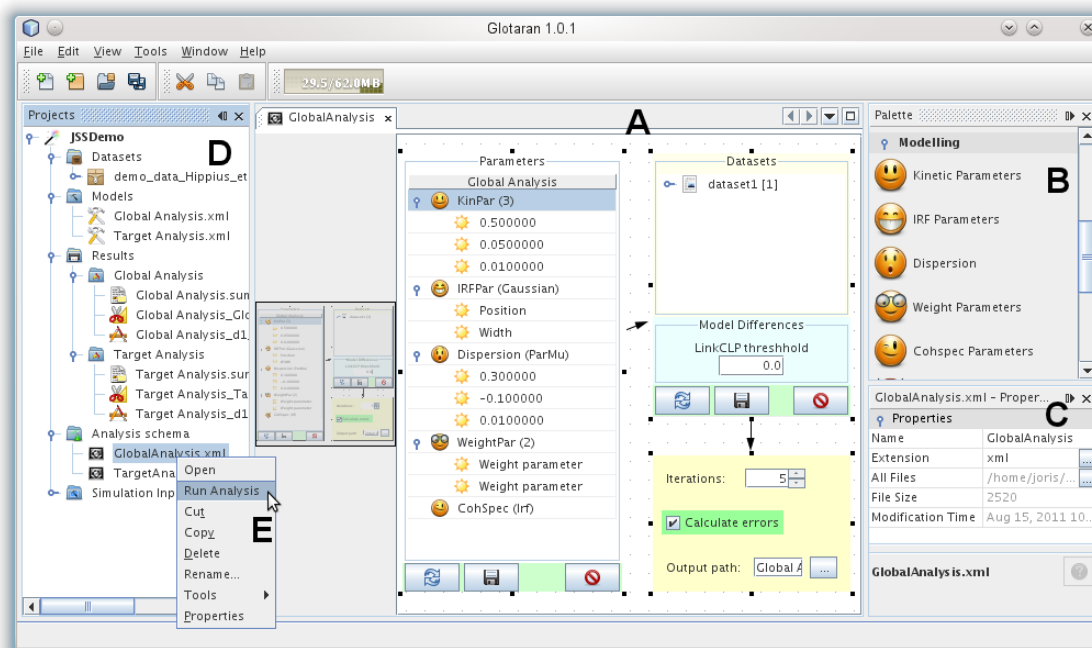 Glotaran 1.0.1
File Edit View Tools Window Help
29.5/62.0MB
Projects
JSSDemo
D
Datasets
demo_data_Hippius_et
Models
Global Analysis.xml
Target Analysis.xml
Results
Global Analysis
Global Analysis.sum
Global Analysis_Glo
Global Analysis_d1_
Target Analysis
Target Analysis.sum
Target Analysis_Ta
Target Analysis_d1
Analysis schema
GlobalAnalysis.xml
TargetAna
Simulation Inp
Open
Run Analysis
Cut
E
Copy
Delete
Rename...
Tools
Properties
GlobalAnalysis
A
Parameters
Global Analysis
KinPar (3)
0.500000
0.0500000
0.0100000
IRFPar (Gaussian)
Position
Width
Dispersion (ParMu)
0.300000
-0.100000
0.0100000
WeightPar (2)
Weight parameter
Weight parameter
CohSpec (Irf)
Datasets
dataset1 [1]
Model Differences
LinkCLP threshhold
0.0
Iterations: 5
Calculate errors
Output path: Global A ...
Palette
Modelling
B
Kinetic Parameters
IRF Parameters
Dispersion
Weight Parameters
Cohspec Parameters
GlobalAnalysis.xml - Proper...
C
Properties
Name GlobalAnalysis
Extension xml ...
All Files /home/joris/... ...
File Size 2520
Modification Time Aug 15, 2011 10...
GlobalAnalysis.xml